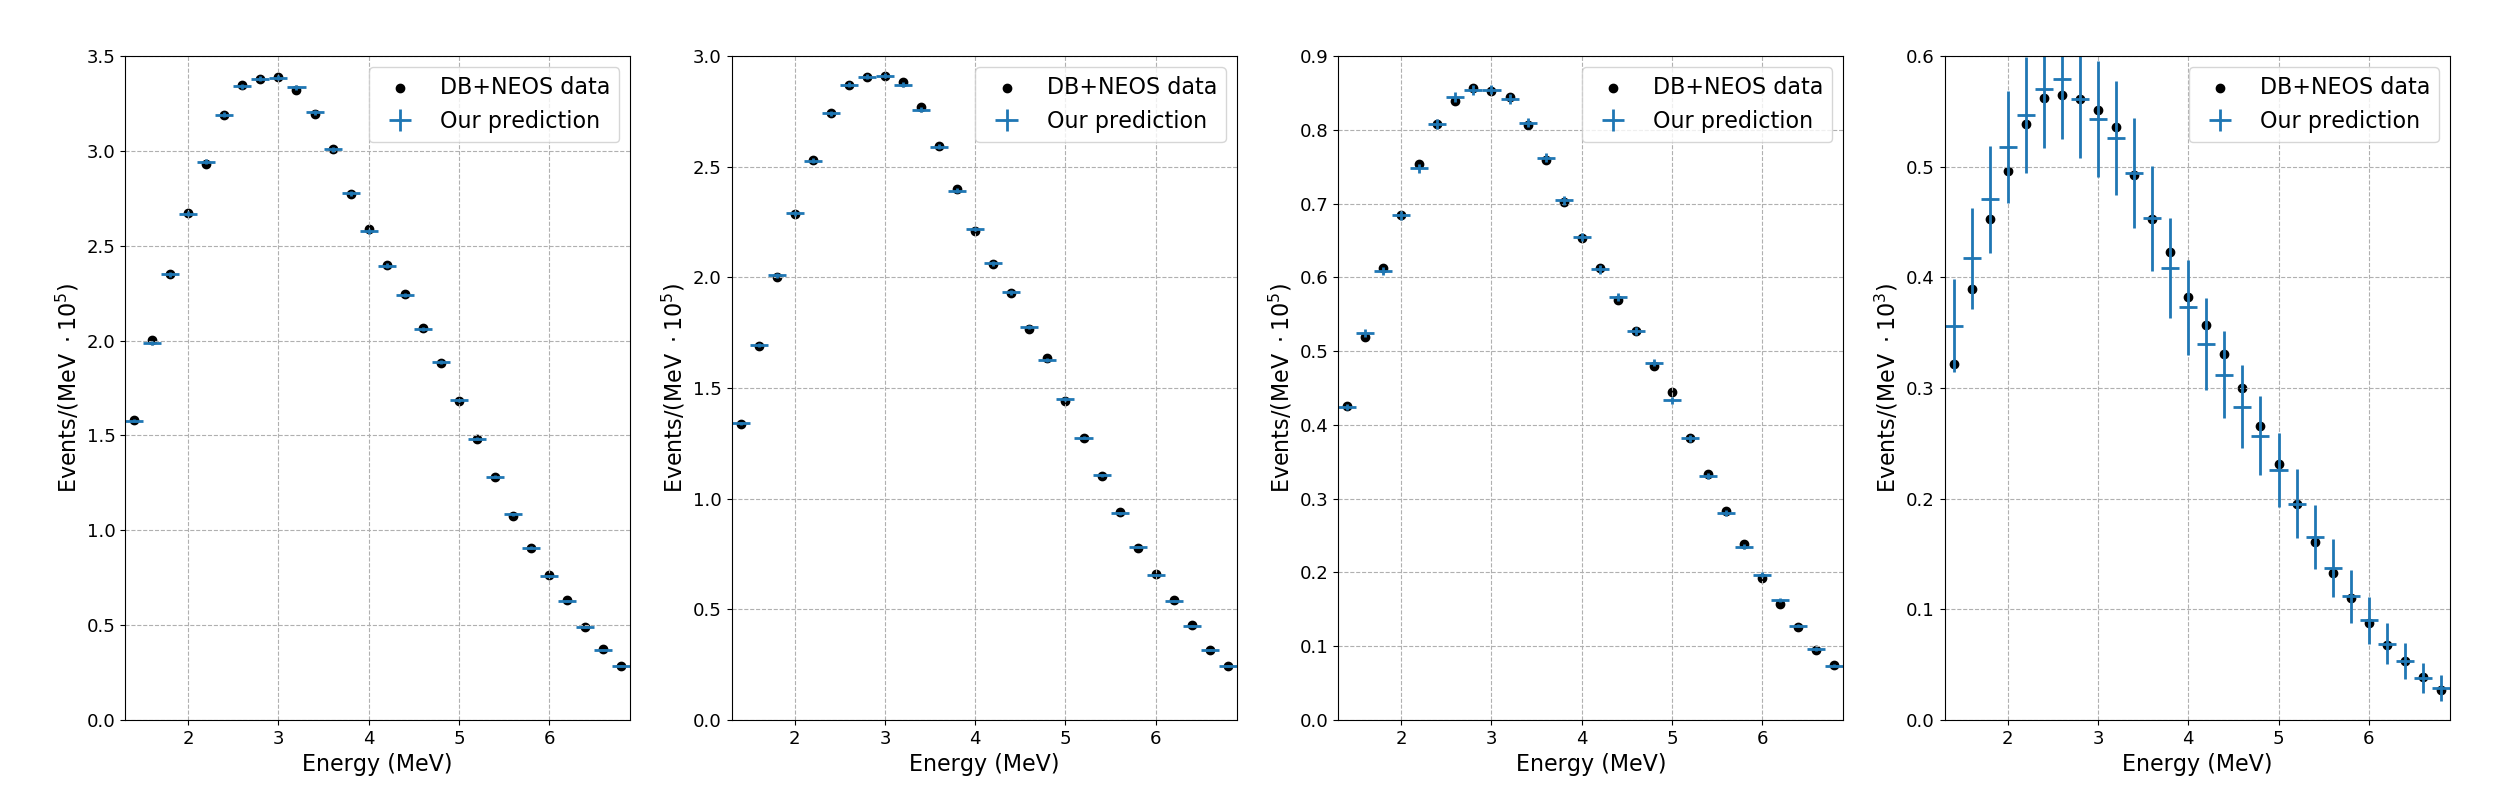 3.5
3.0
2.5
2.0
1.5
1.0
0.5
0.0
Events/(MeV · 10⁵)
DB+NEOS data
Our prediction
2 3 4 5 6
Energy (MeV)
3.0
2.5
2.0
1.5
1.0
0.5
0.0
Events/(MeV · 10⁵)
DB+NEOS data
Our prediction
2 3 4 5 6
Energy (MeV)
0.9
0.8
0.7
0.6
0.5
0.4
0.3
0.2
0.1
0.0
Events/(MeV · 10⁵)
DB+NEOS data
Our prediction
2 3 4 5 6
Energy (MeV)
0.6
0.5
0.4
0.3
0.2
0.1
0.0
Events/(MeV · 10³)
DB+NEOS data
Our prediction
2 3 4 5 6
Energy (MeV)